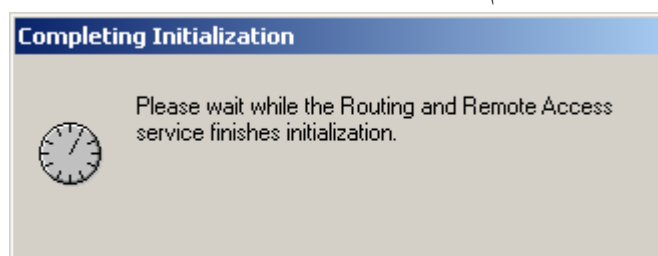 Completing Initialization
Please wait while the Routing and Remote Access
service finishes initialization.